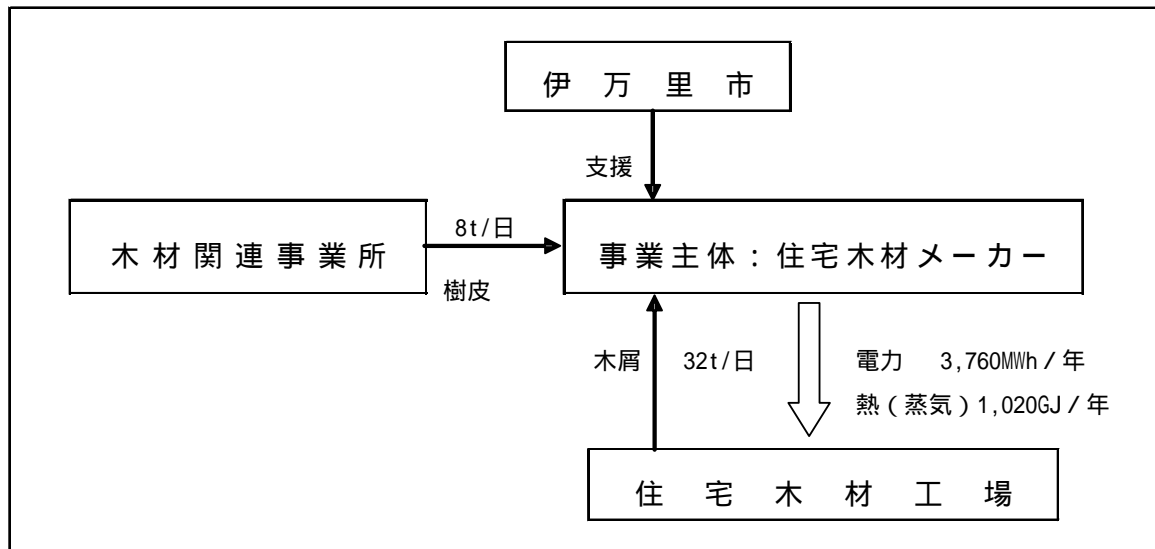 伊万里市
支援
木材関連事業所
8t/日
樹皮
事業主体：住宅木材メーカー
木屑
32t/日
電力　3,760MWh／年
熱（蒸気）1,020GJ／年
住宅木材工場